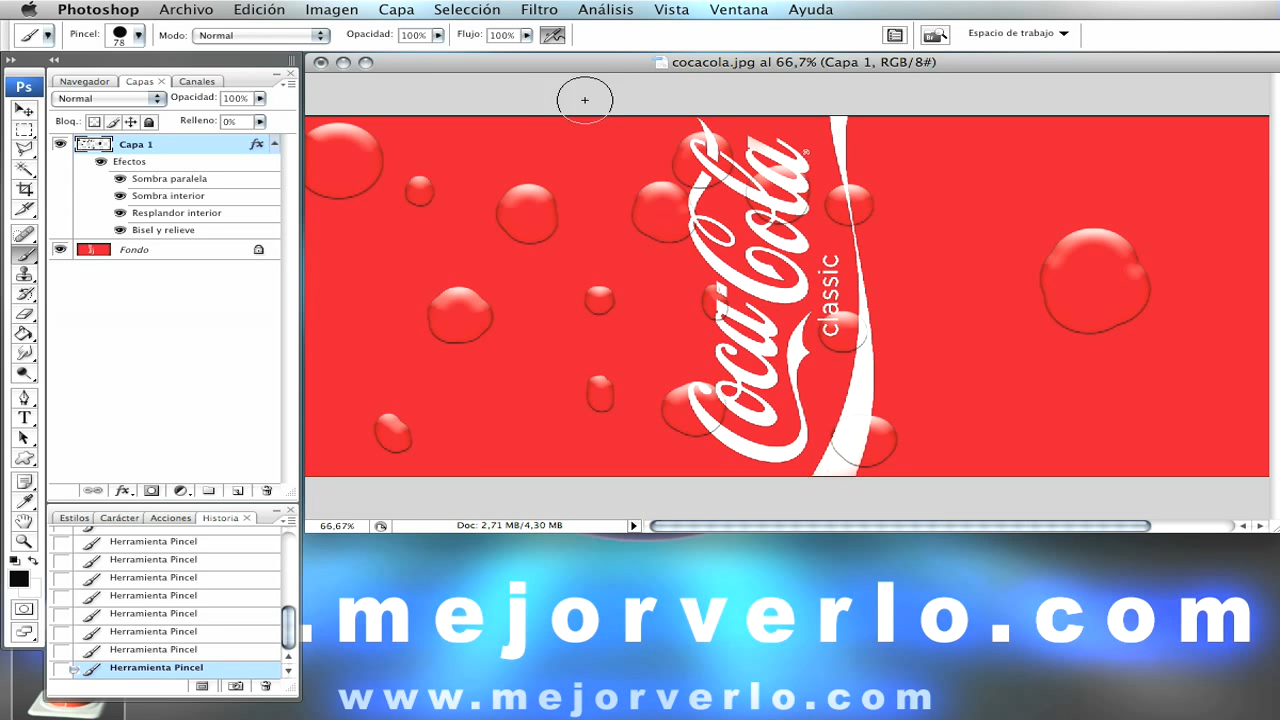 Photoshop Archivo Edición Imagen Capa Selección Filtro Análisis Vista Ventana Ayuda
Pincel: 78 Modo: Normal Opacidad: 100% Flujo: 100% Espacio de trabajo
cocacola.jpg al 66,7% (Capa 1, RGB/8#)
Ps
Navegador Capas Canales
Normal Opacidad: 100%
Bloq.: Relleno: 0%
Capa 1 fx
Efectos
Sombra paralela
Sombra interior
Resplandor interior
Bisel y relieve
Fondo
fx
Estilos Carácter Acciones Historia
Herramienta Pincel
Herramienta Pincel
Herramienta Pincel
Herramienta Pincel
Herramienta Pincel
Herramienta Pincel
Herramienta Pincel
Herramienta Pincel
Coca-Cola
classic
66,67% Doc: 2,71 MB/4,30 MB
.mejorverlo.com
www.mejorverlo.com